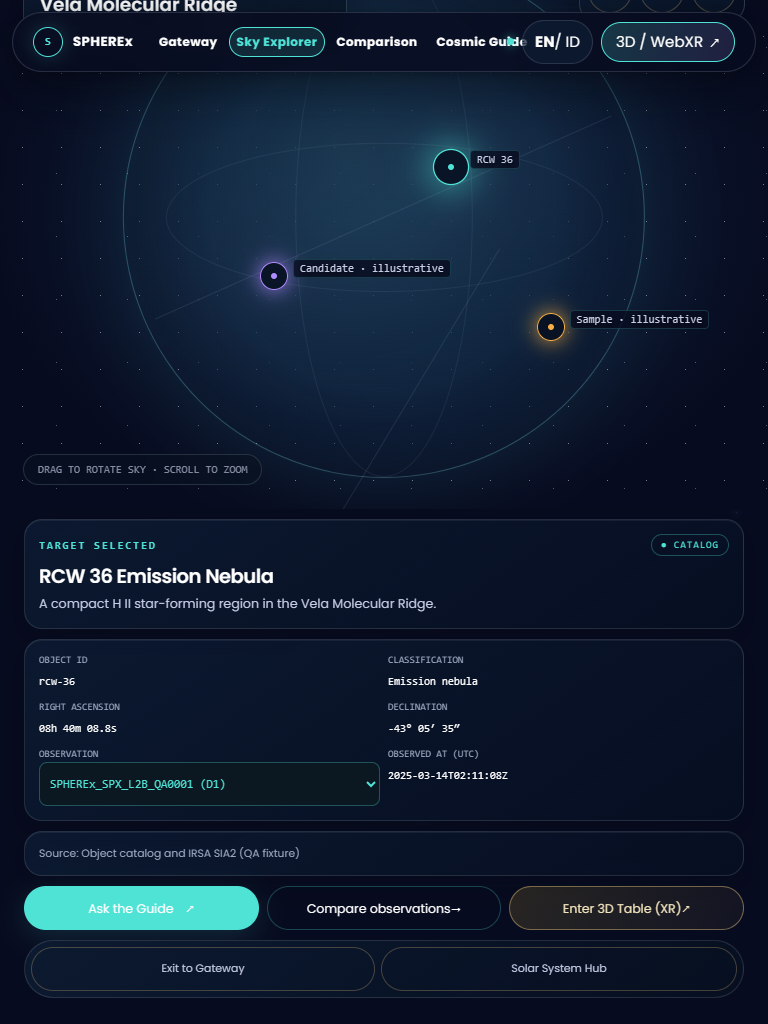 Vela Molecular Ridge
S SPHEREx Gateway Sky Explorer Comparison Cosmic Guide EN/ ID 3D / WebXR ↗
RCW 36
Candidate · illustrative
Sample · illustrative
DRAG TO ROTATE SKY · SCROLL TO ZOOM
TARGET SELECTED
● CATALOG
RCW 36 Emission Nebula
A compact H II star-forming region in the Vela Molecular Ridge.
OBJECT ID
rcw-36
CLASSIFICATION
Emission nebula
RIGHT ASCENSION
08h 40m 08.8s
DECLINATION
-43° 05′ 35″
OBSERVATION
SPHEREx_SPX_L2B_QA0001 (D1)
OBSERVED AT (UTC)
2025-03-14T02:11:08Z
Source: Object catalog and IRSA SIA2 (QA fixture)
Ask the Guide ↗
Compare observations→
Enter 3D Table (XR)↗
Exit to Gateway
Solar System Hub